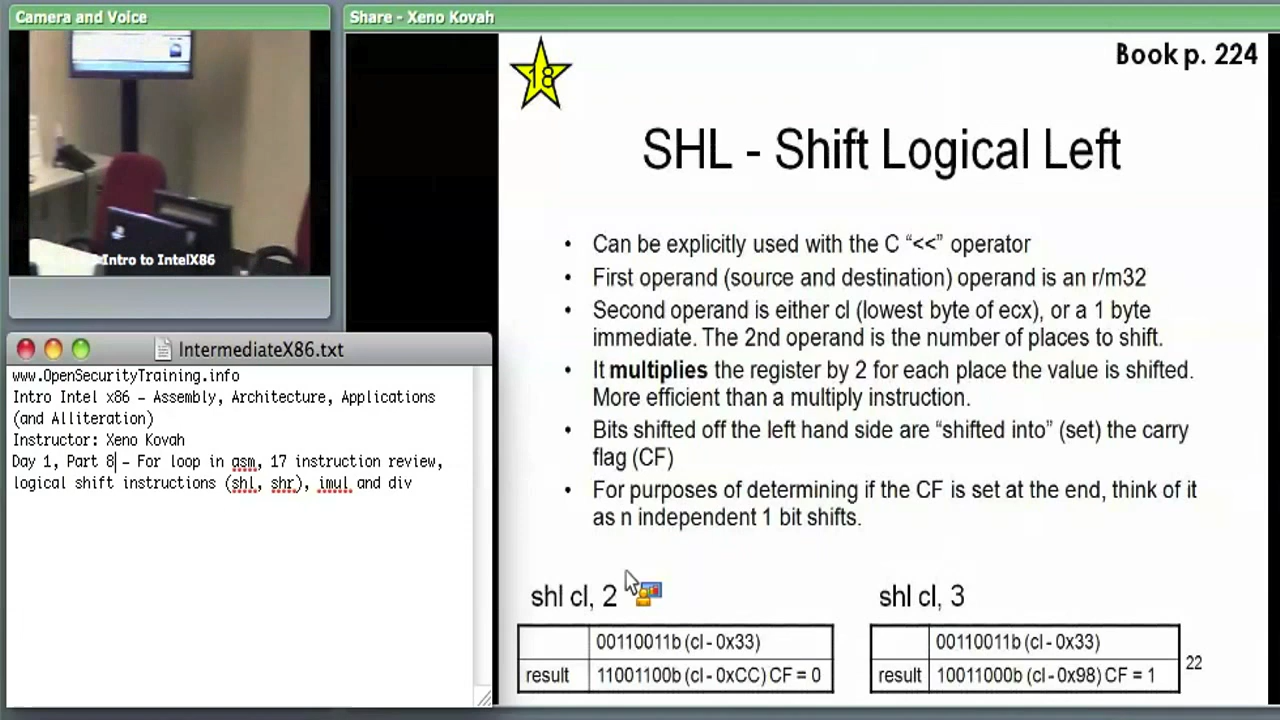 Camera and Voice
Intro to IntelX86
IntermediateX86.txt
www.OpenSecurityTraining.info
Intro Intel x86 – Assembly, Architecture, Applications
(and Alliteration)
Instructor: Xeno Kovah
Day 1, Part 8 – For loop in asm, 17 instruction review,
logical shift instructions (shl, shr), imul and div
Share - Xeno Kovah
18
Book p. 224
SHL - Shift Logical Left
• Can be explicitly used with the C “<<” operator
• First operand (source and destination) operand is an r/m32
• Second operand is either cl (lowest byte of ecx), or a 1 byte
immediate. The 2nd operand is the number of places to shift.
• It multiplies the register by 2 for each place the value is shifted.
More efficient than a multiply instruction.
• Bits shifted off the left hand side are “shifted into” (set) the carry
flag (CF)
• For purposes of determining if the CF is set at the end, think of it
as n independent 1 bit shifts.
shl cl, 2
00110011b (cl - 0x33)
result 11001100b (cl - 0xCC) CF = 0
shl cl, 3
00110011b (cl - 0x33)
result 10011000b (cl - 0x98) CF = 1
22